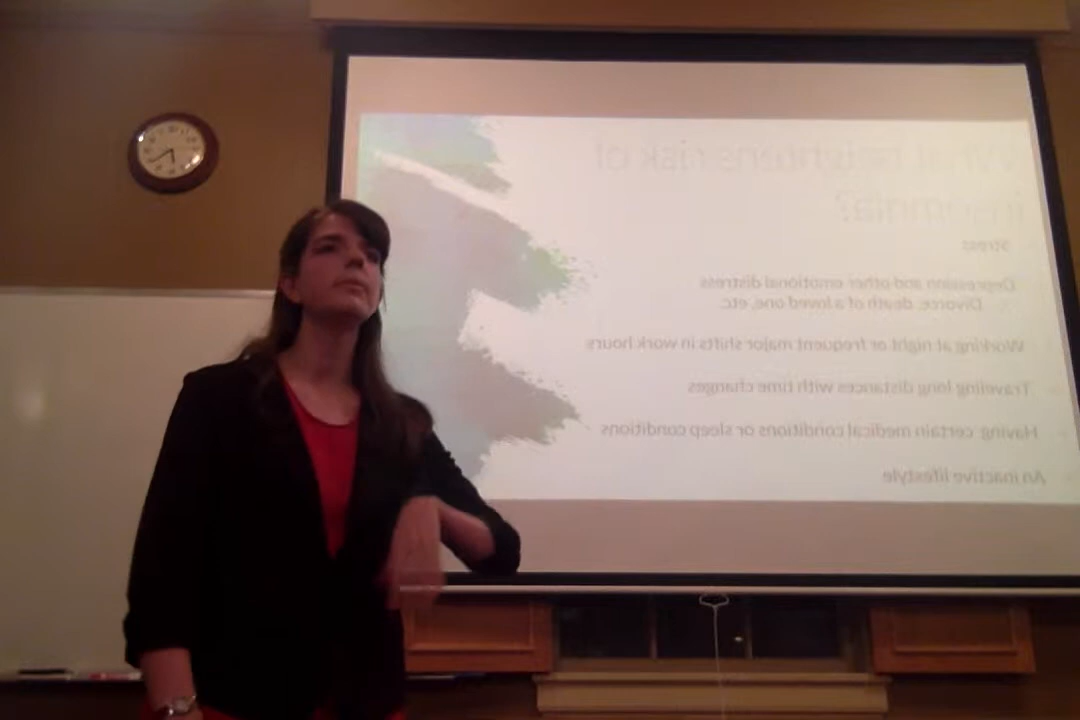 What heightens risk of
insomnia?
Stress
Depression and other emotional distress
Divorce, death of a loved one, etc.
Working at night or frequent major shifts in work hours
Traveling long distances with time changes
Having certain medical conditions or sleep conditions
An inactive lifestyle